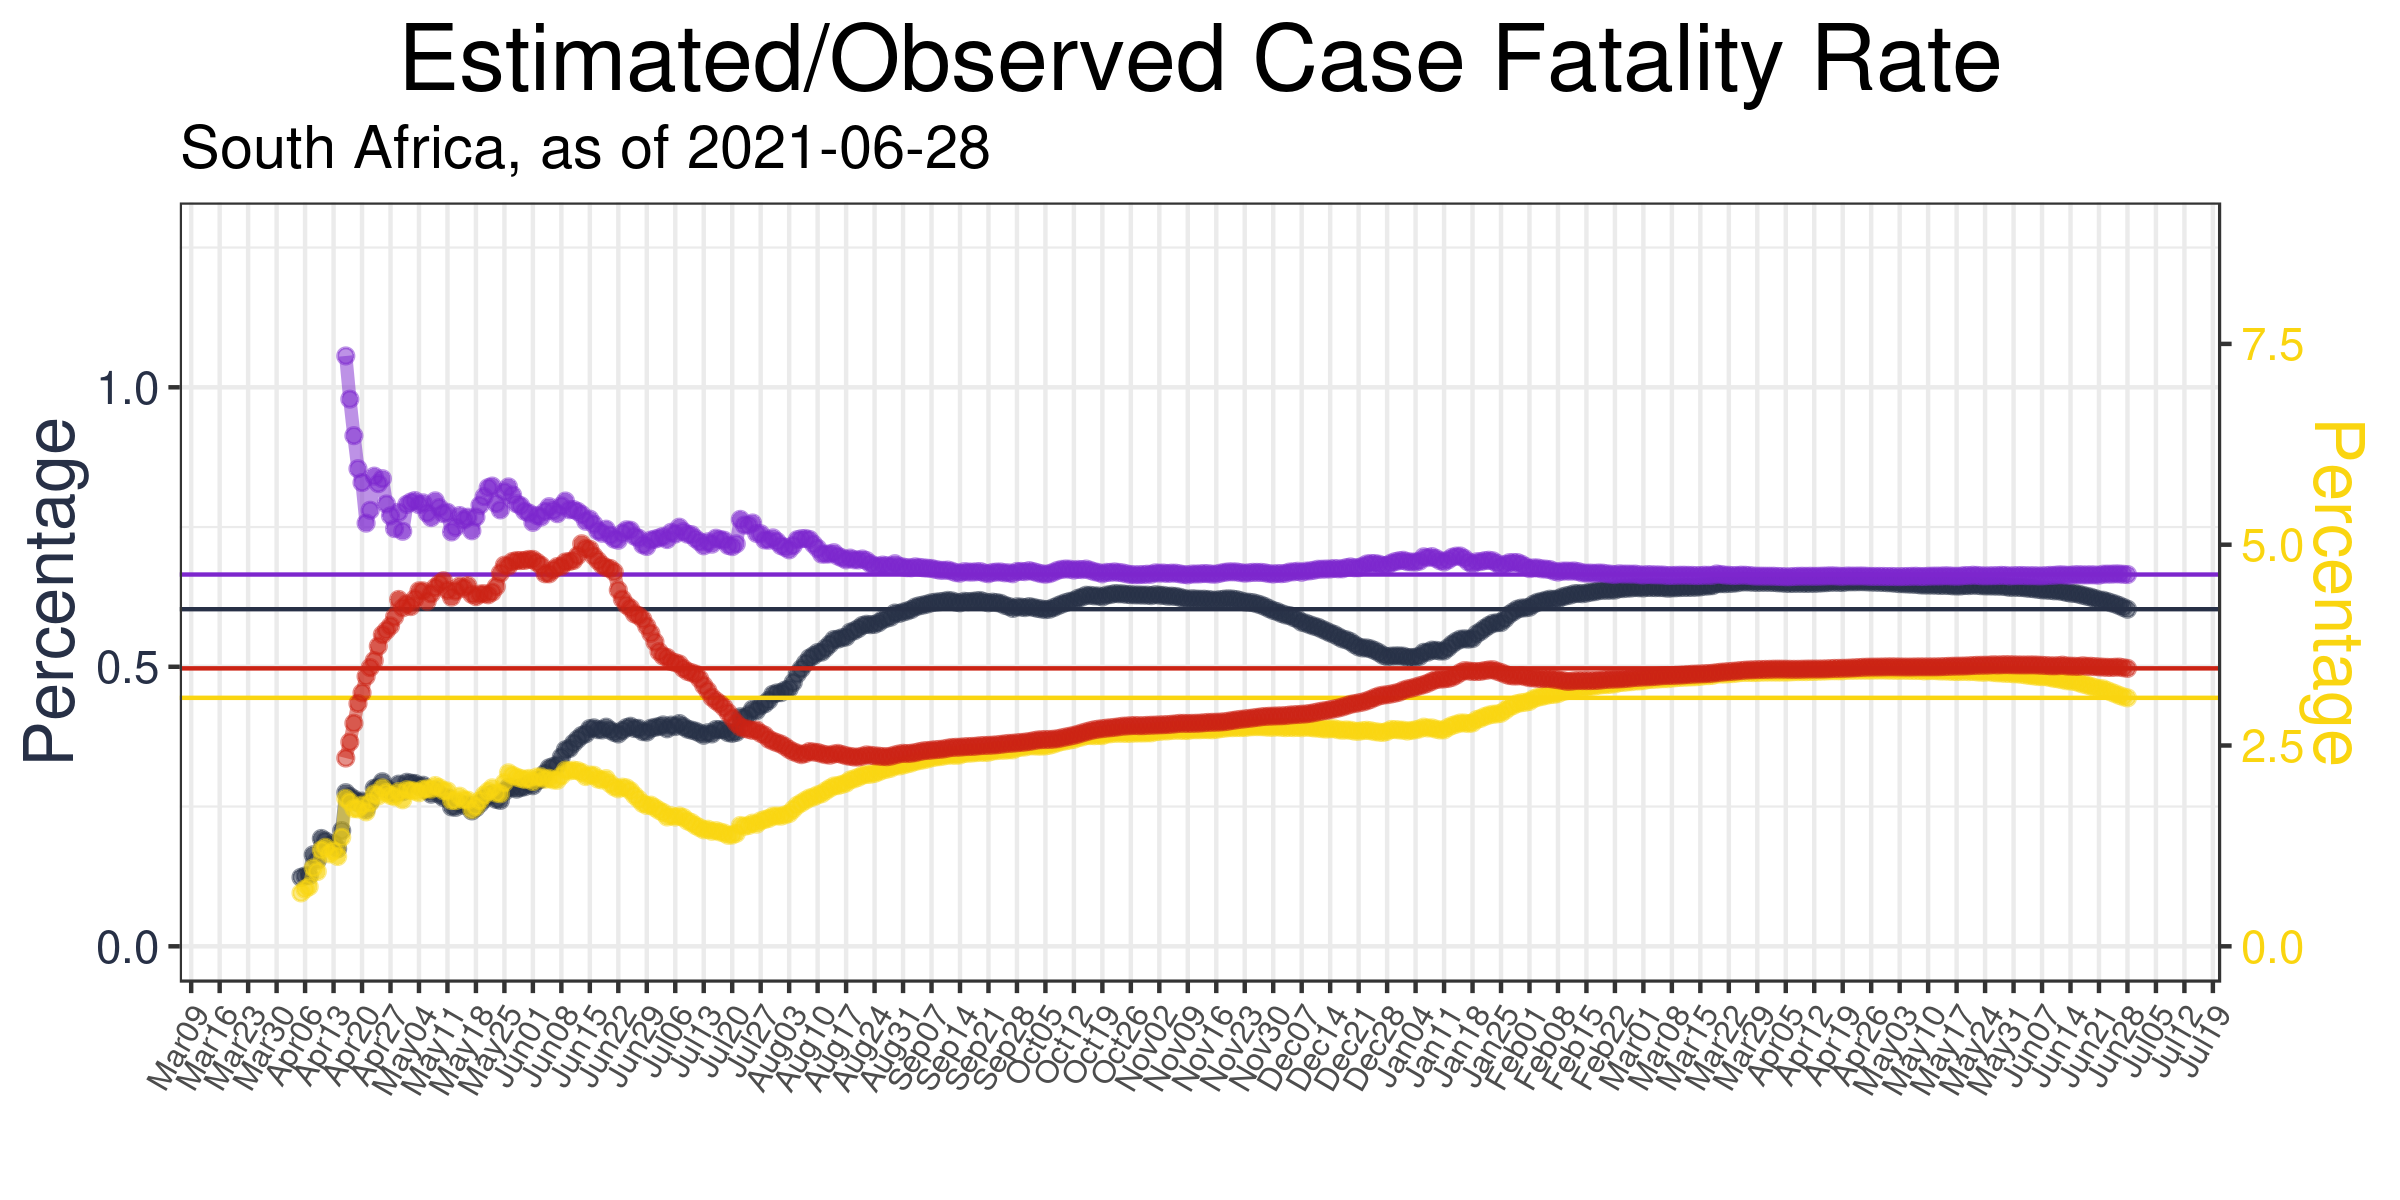 Estimated/Observed Case Fatality Rate
South Africa, as of 2021-06-28
Percentage
1.0
0.5
0.0
7.5
5.0
2.5
0.0
Percentage
Mar09
Mar16
Mar23
Mar30
Apr06
Apr13
Apr20
Apr27
May04
May11
May18
May25
Jun01
Jun08
Jun15
Jun22
Jun29
Jul06
Jul13
Jul20
Jul27
Aug03
Aug10
Aug17
Aug24
Aug31
Sep07
Sep14
Sep21
Sep28
Oct05
Oct12
Oct19
Oct26
Nov02
Nov09
Nov16
Nov23
Nov30
Dec07
Dec14
Dec21
Dec28
Jan04
Jan11
Jan18
Jan25
Feb01
Feb08
Feb15
Feb22
Mar01
Mar08
Mar15
Mar22
Mar29
Apr05
Apr12
Apr19
Apr26
May03
May10
May17
May24
May31
Jun07
Jun14
Jun21
Jun28
Jul05
Jul12
Jul19